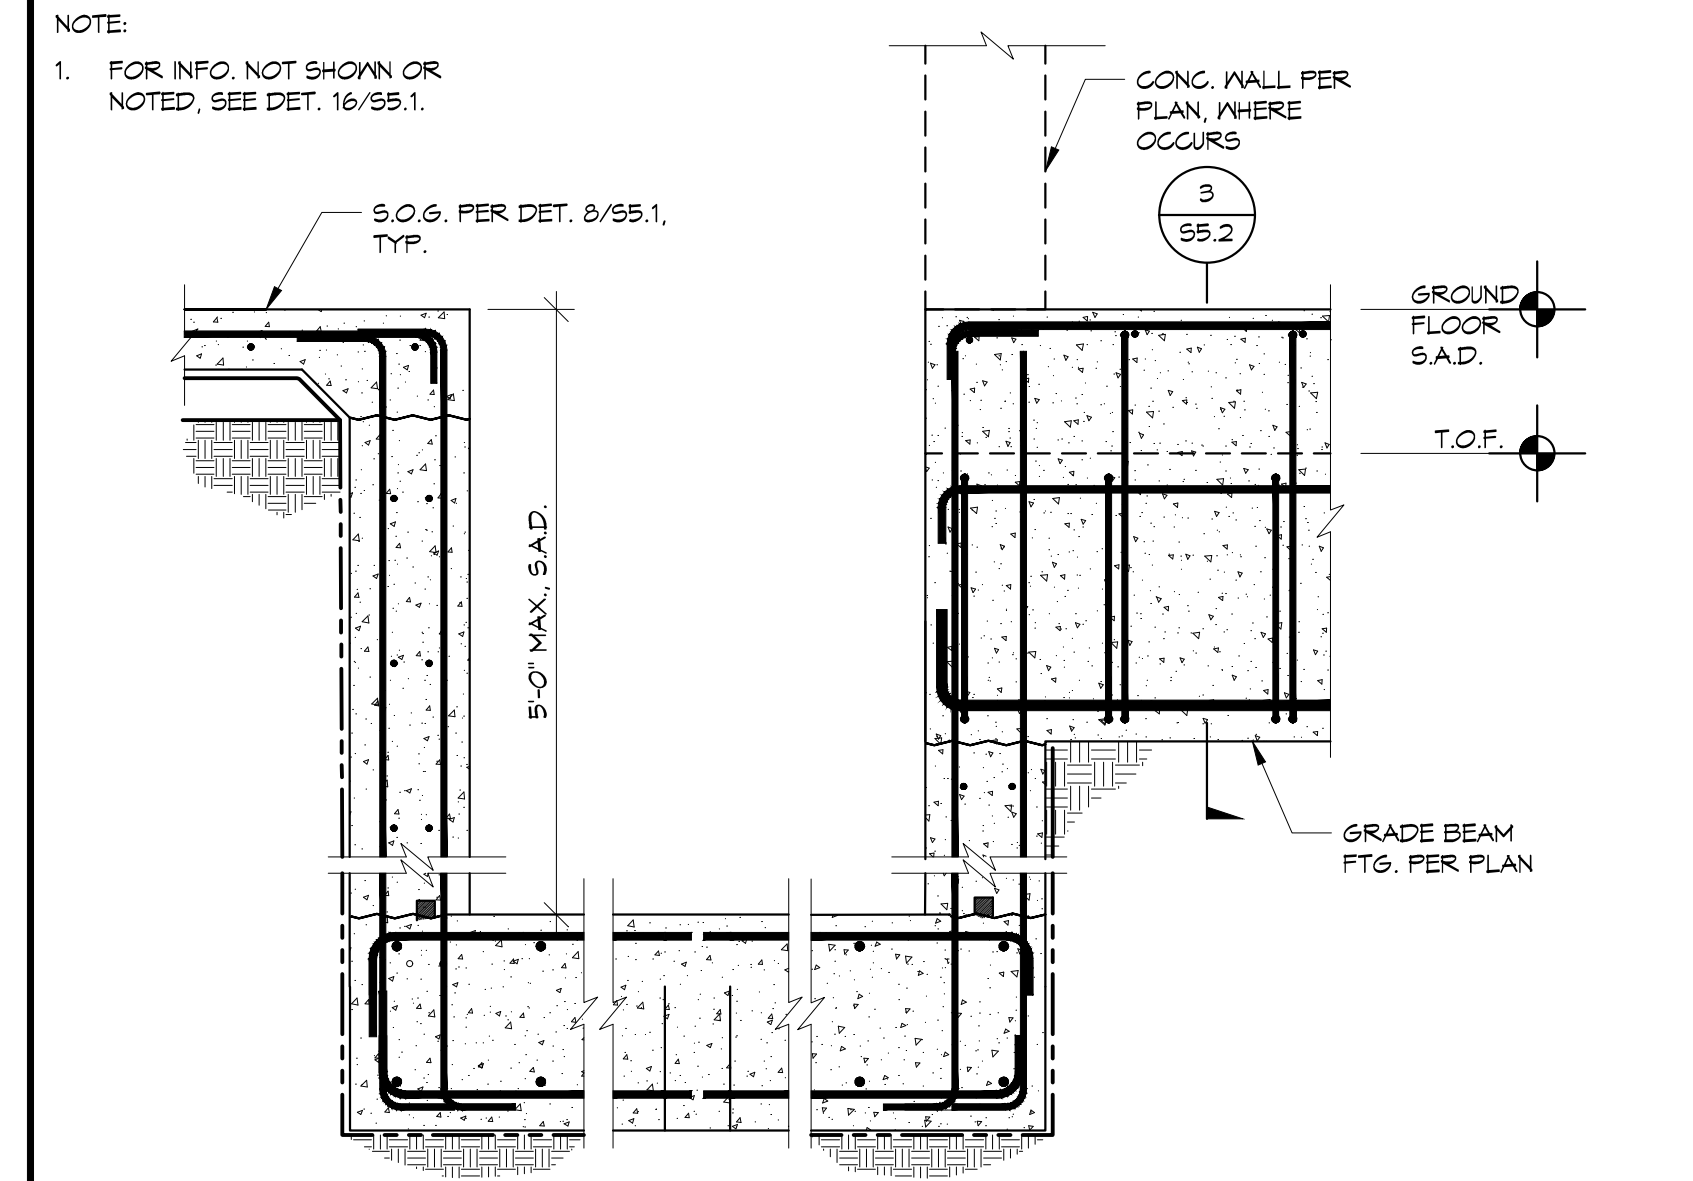 NOTE:
1. FOR INFO. NOT SHOWN OR
NOTED, SEE DET. 16/S5.1.
CONC. WALL PER
PLAN, WHERE
OCCURS
3
S5.2
S.O.G. PER DET. 8/S5.1,
TYP.
GROUND
FLOOR
S.A.D.
T.O.F.
5'-0" MAX., S.A.D.
GRADE BEAM
FTG. PER PLAN